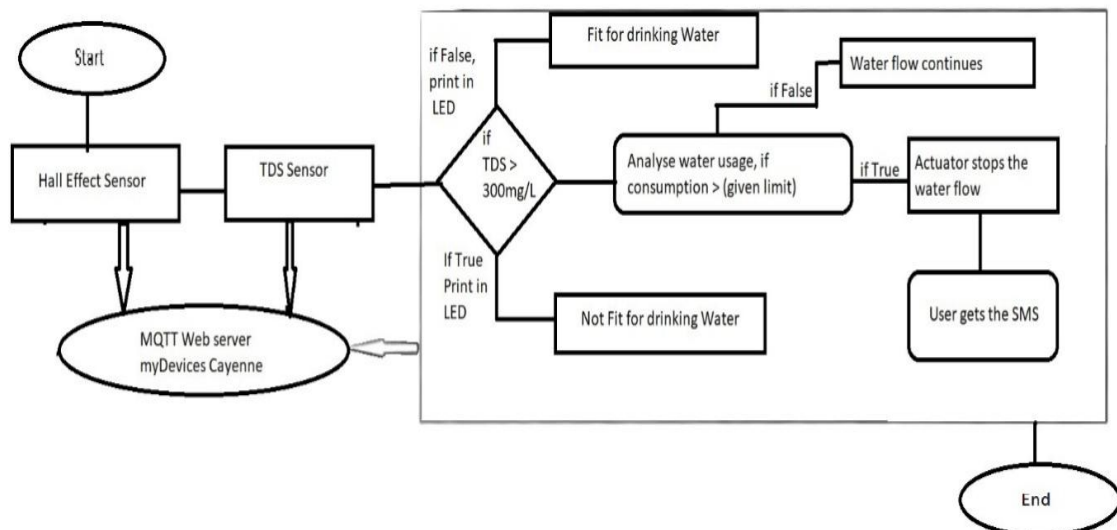 Start
Hall Effect Sensor
TDS Sensor
MQTT Web server
myDevices Cayenne
if False,
print in
LED
Fit for drinking Water
if
TDS >
300mg/L
If True
Print in
LED
Not Fit for drinking Water
Analyse water usage, if
consumption > (given limit)
if False
Water flow continues
if True
Actuator stops the
water flow
User gets the SMS
End